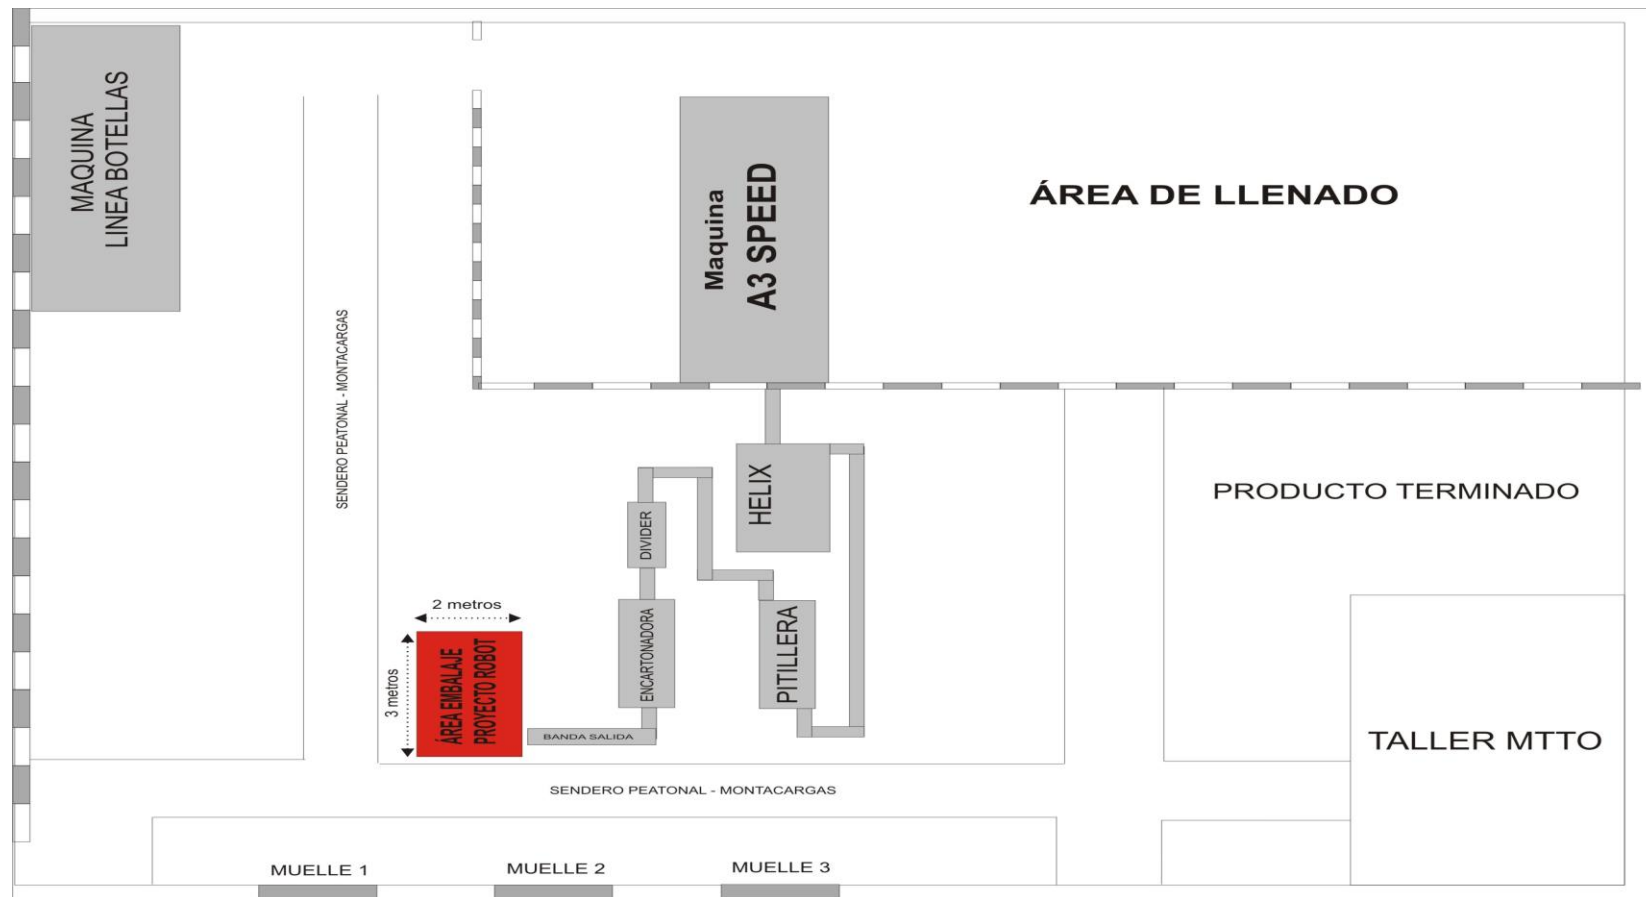 MAQUINA
LINEA BOTELLAS
SENDERO PEATONAL - MONTACARGAS
Maquina
A3 SPEED
ÁREA DE LLENADO
HELIX
PRODUCTO TERMINADO
DIVIDER
2 metros
3 metros
ÁREA EMBALAJE
PROYECTO ROBOT
ENCARTONADORA
PITILLERA
BANDA SALIDA
TALLER MTTO
SENDERO PEATONAL - MONTACARGAS
MUELLE 1
MUELLE 2
MUELLE 3